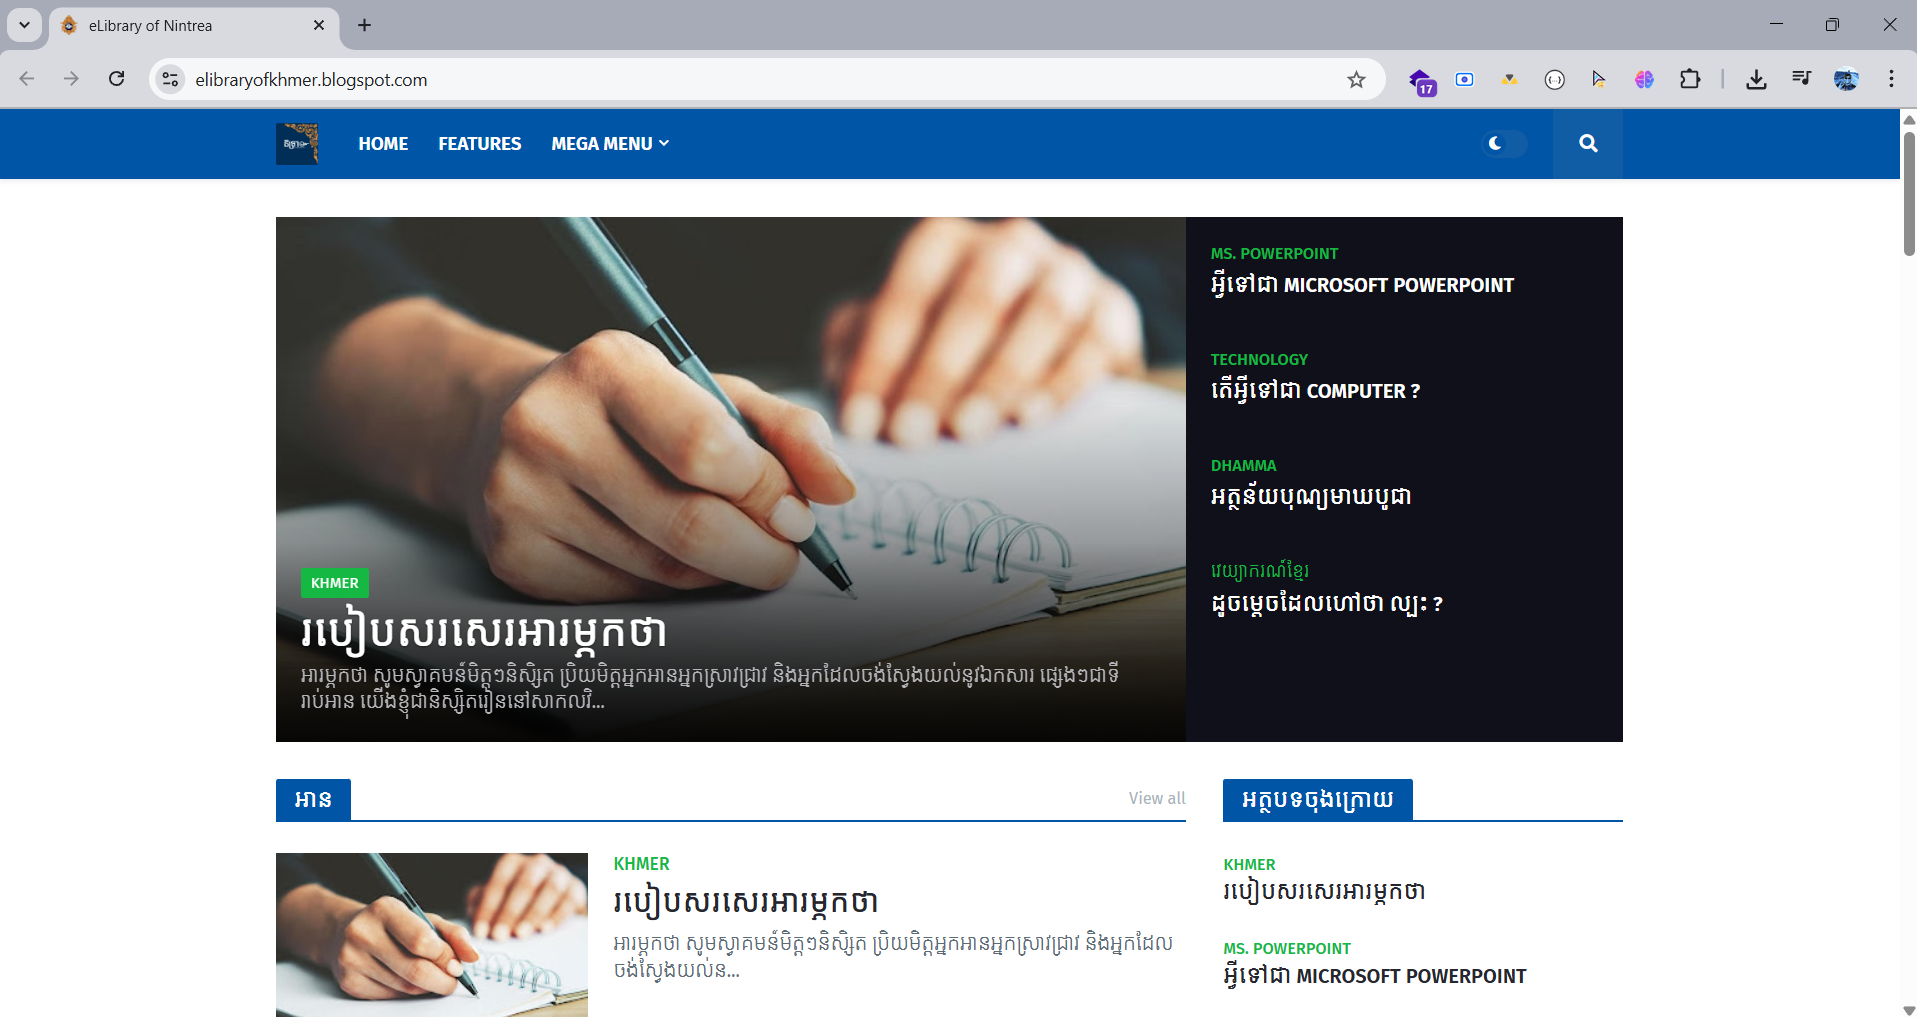 eLibrary of Nintrea
elibraryofkhmer.blogspot.com
17
HOME
FEATURES
MEGA MENU
MS. POWERPOINT
អ្វីទៅជា MICROSOFT POWERPOINT
TECHNOLOGY
តើអ្វីទៅជា COMPUTER ?
DHAMMA
អត្ថន័យបុណ្យមាឃបូជា
វេយ្យាករណ៍ខ្មែរ
ដូចម្ដេចដែលហៅថា ល្បះ ?
KHMER
របៀបសរសេរអារម្ភកថា
អារម្ភកថា សូមស្វាគមន៍មិត្តៗនិស្សិត ប្រិយមិត្តអ្នកអានអ្នកស្រាវជ្រាវ និងអ្នកដែលចង់ស្វែងយល់នូវឯកសារ ផ្សេងៗជាទី
រាប់អាន យើងខ្ញុំជានិស្សិតរៀននៅសាកលវិ...
អាន
View all
KHMER
របៀបសរសេរអារម្ភកថា
អារម្ភកថា សូមស្វាគមន៍មិត្តៗនិស្សិត ប្រិយមិត្តអ្នកអានអ្នកស្រាវជ្រាវ និងអ្នកដែល
ចង់ស្វែងយល់ន...
អត្ថបទចុងក្រោយ
KHMER
របៀបសរសេរអារម្ភកថា
MS. POWERPOINT
អ្វីទៅជា MICROSOFT POWERPOINT